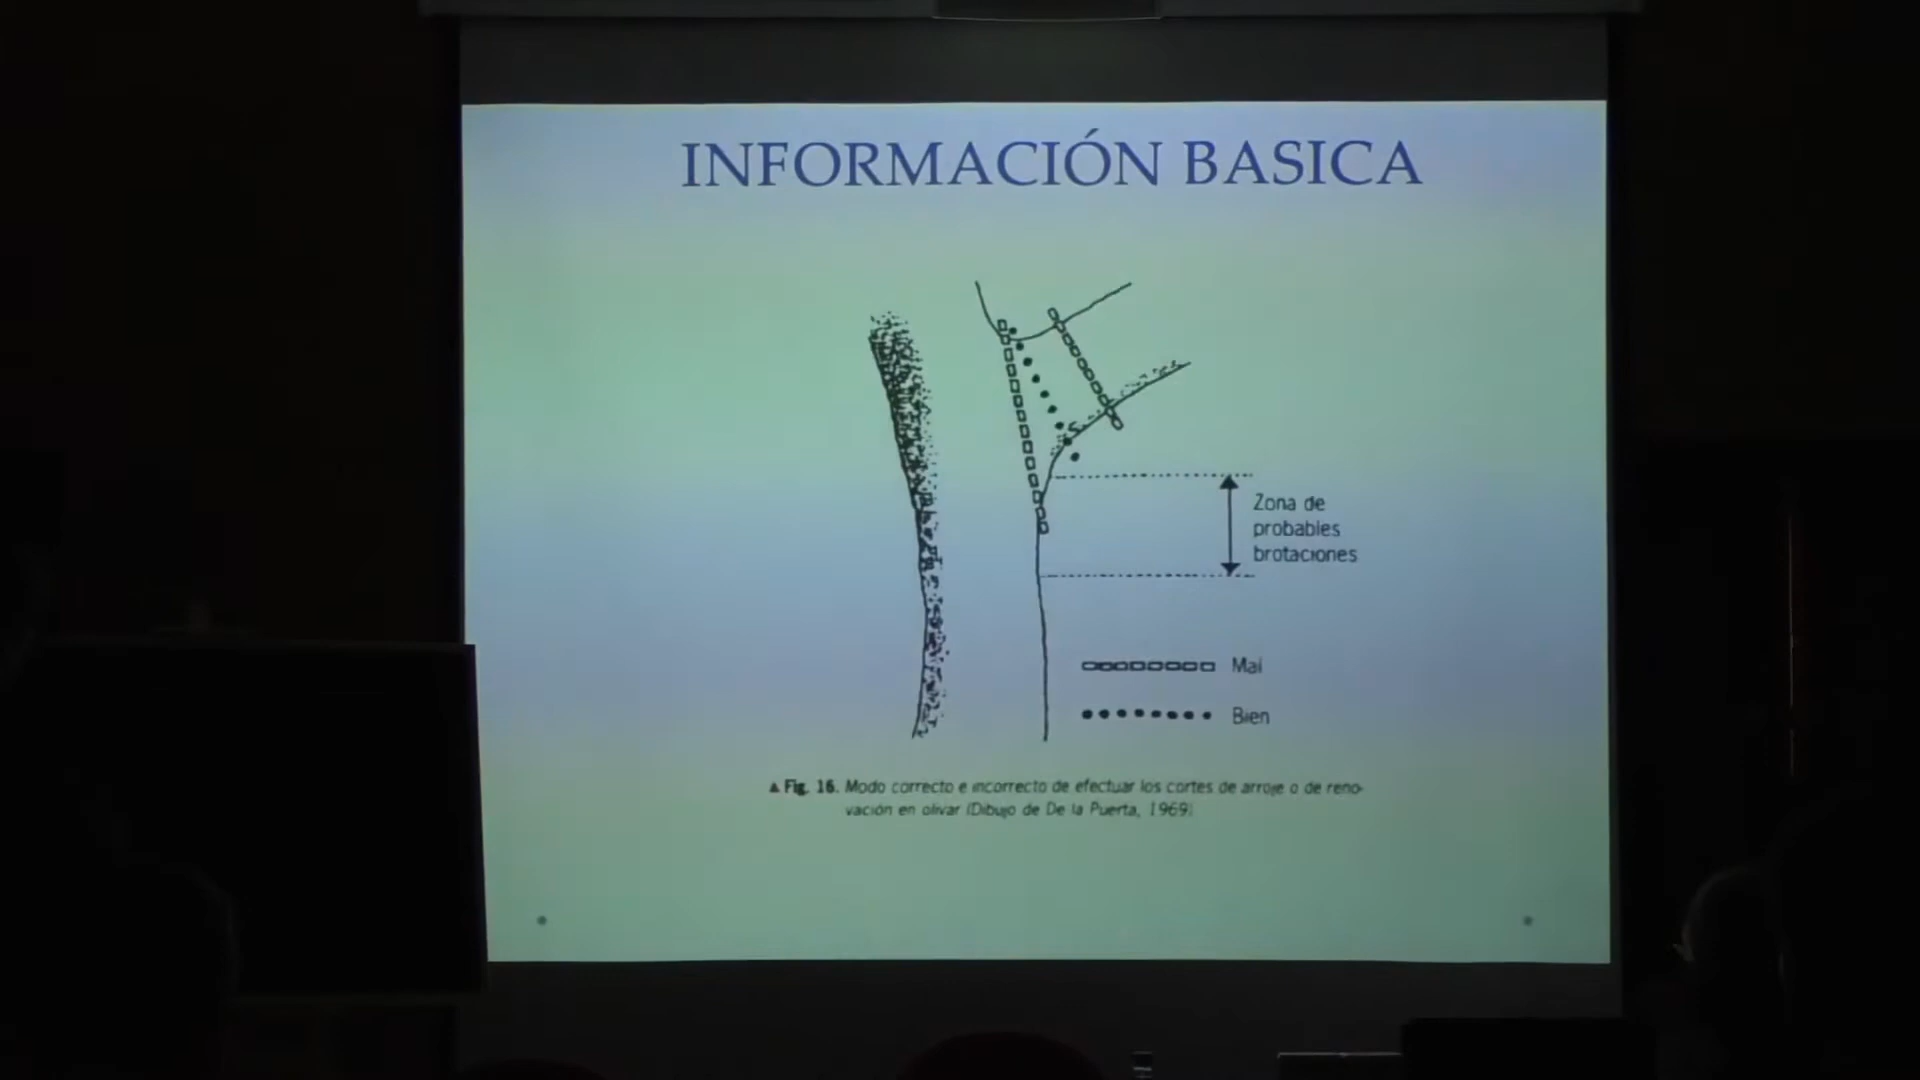 INFORMACIÓN BASICA
Zona de
probables
brotaciones
Mal
Bien
▲ Fig. 16. Modo correcto e incorrecto de efectuar los cortes de arroje o de reno-
vación en olivar (Dibujo de De la Puerta, 1969)